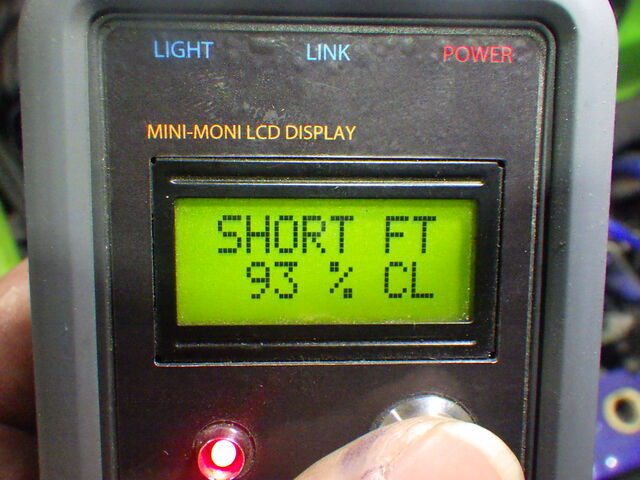 LIGHT LINK POWER
MINI-MONI LCD DISPLAY
SHORT FT
93 % CL